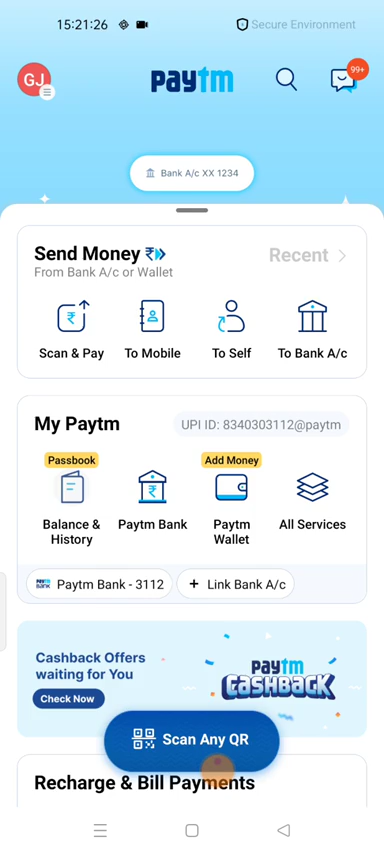 15:21:26
Secure Environment
GJ
paytm
99+
Bank A/c XX 1234
Send Money ₹
From Bank A/c or Wallet
Recent
₹
Scan & Pay
To Mobile
To Self
To Bank A/c
My Paytm
UPI ID: 8340303112@paytm
Passbook
Add Money
₹
Balance & History
Paytm Bank
Paytm Wallet
All Services
paytm BANK
Paytm Bank - 3112
+ Link Bank A/c
Cashback Offers
waiting for You
Check Now
paytm
CASHBACK
Scan Any QR
Recharge & Bill Payments